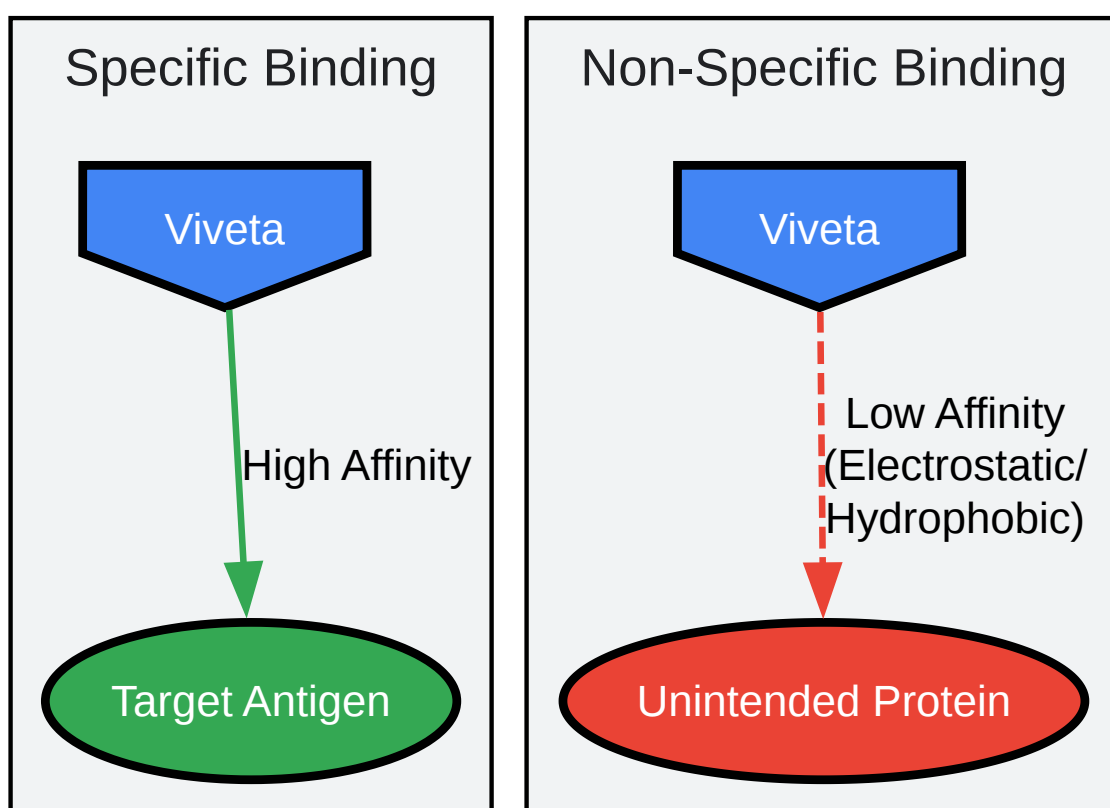 Specific Binding
Viveta
High Affinity
Target Antigen
Non-Specific Binding
Viveta
Low Affinity
(Electrostatic/
Hydrophobic)
Unintended Protein